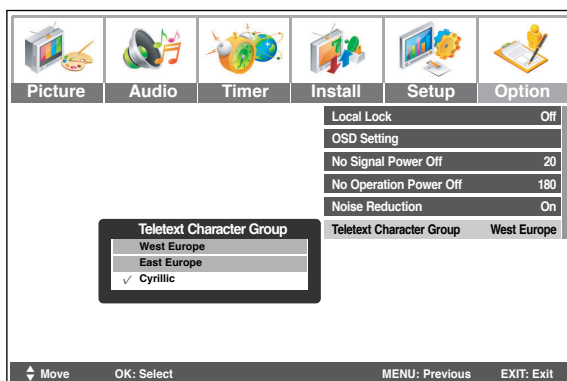 Picture Audio Timer Install Setup Option
Local Lock Off
OSD Setting
No Signal Power Off 20
No Operation Power Off 180
Noise Reduction On
Teletext Character Group West Europe
Teletext Character Group
West Europe
East Europe
✓ Cyrillic
Move OK: Select MENU: Previous EXIT: Exit